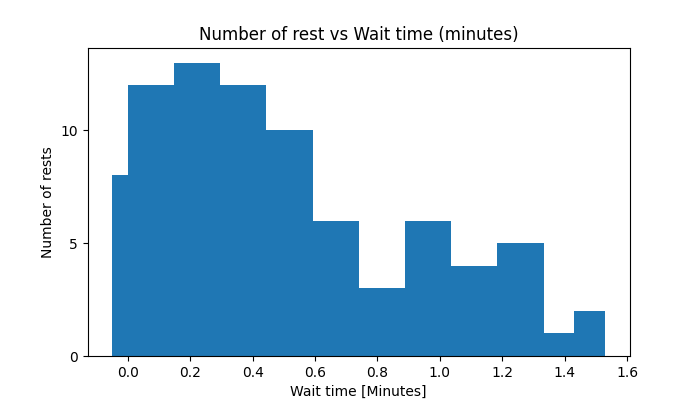 Number of rest vs Wait time (minutes)
Number of rests
10
5
0
0.0 0.2 0.4 0.6 0.8 1.0 1.2 1.4 1.6
Wait time [Minutes]